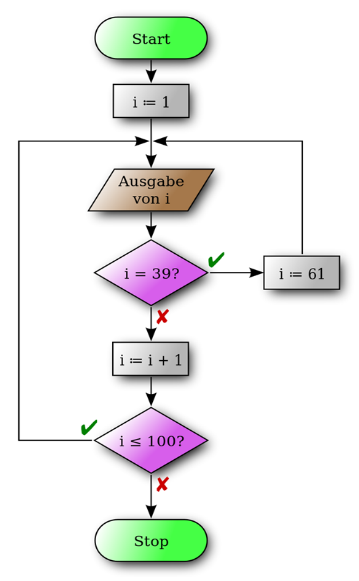 Start
i ≔ 1
Ausgabe
von i
i = 39?
i ≔ 61
i ≔ i + 1
i ≤ 100?
Stop